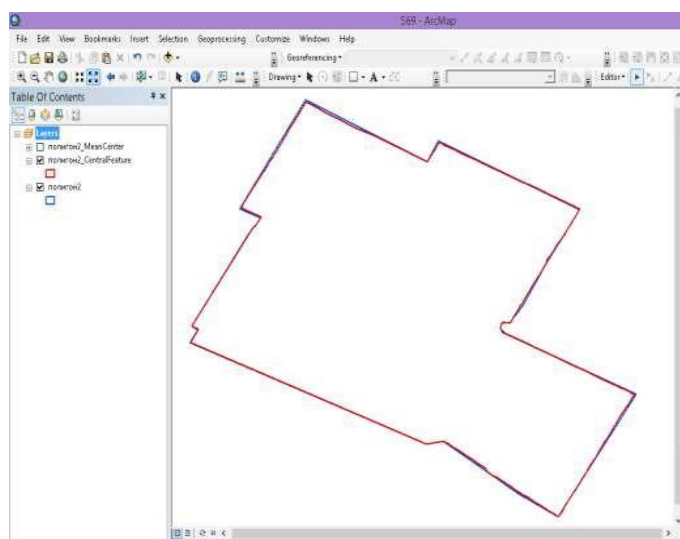 S69 - ArcMap
File Edit View Bookmarks Insert Selection Geoprocessing Customize Windows Help
Georeferencing
Drawing A Editor
Table Of Contents
Layers
полигон2_MeanCenter
полигон2_CentralFeature
полигон2